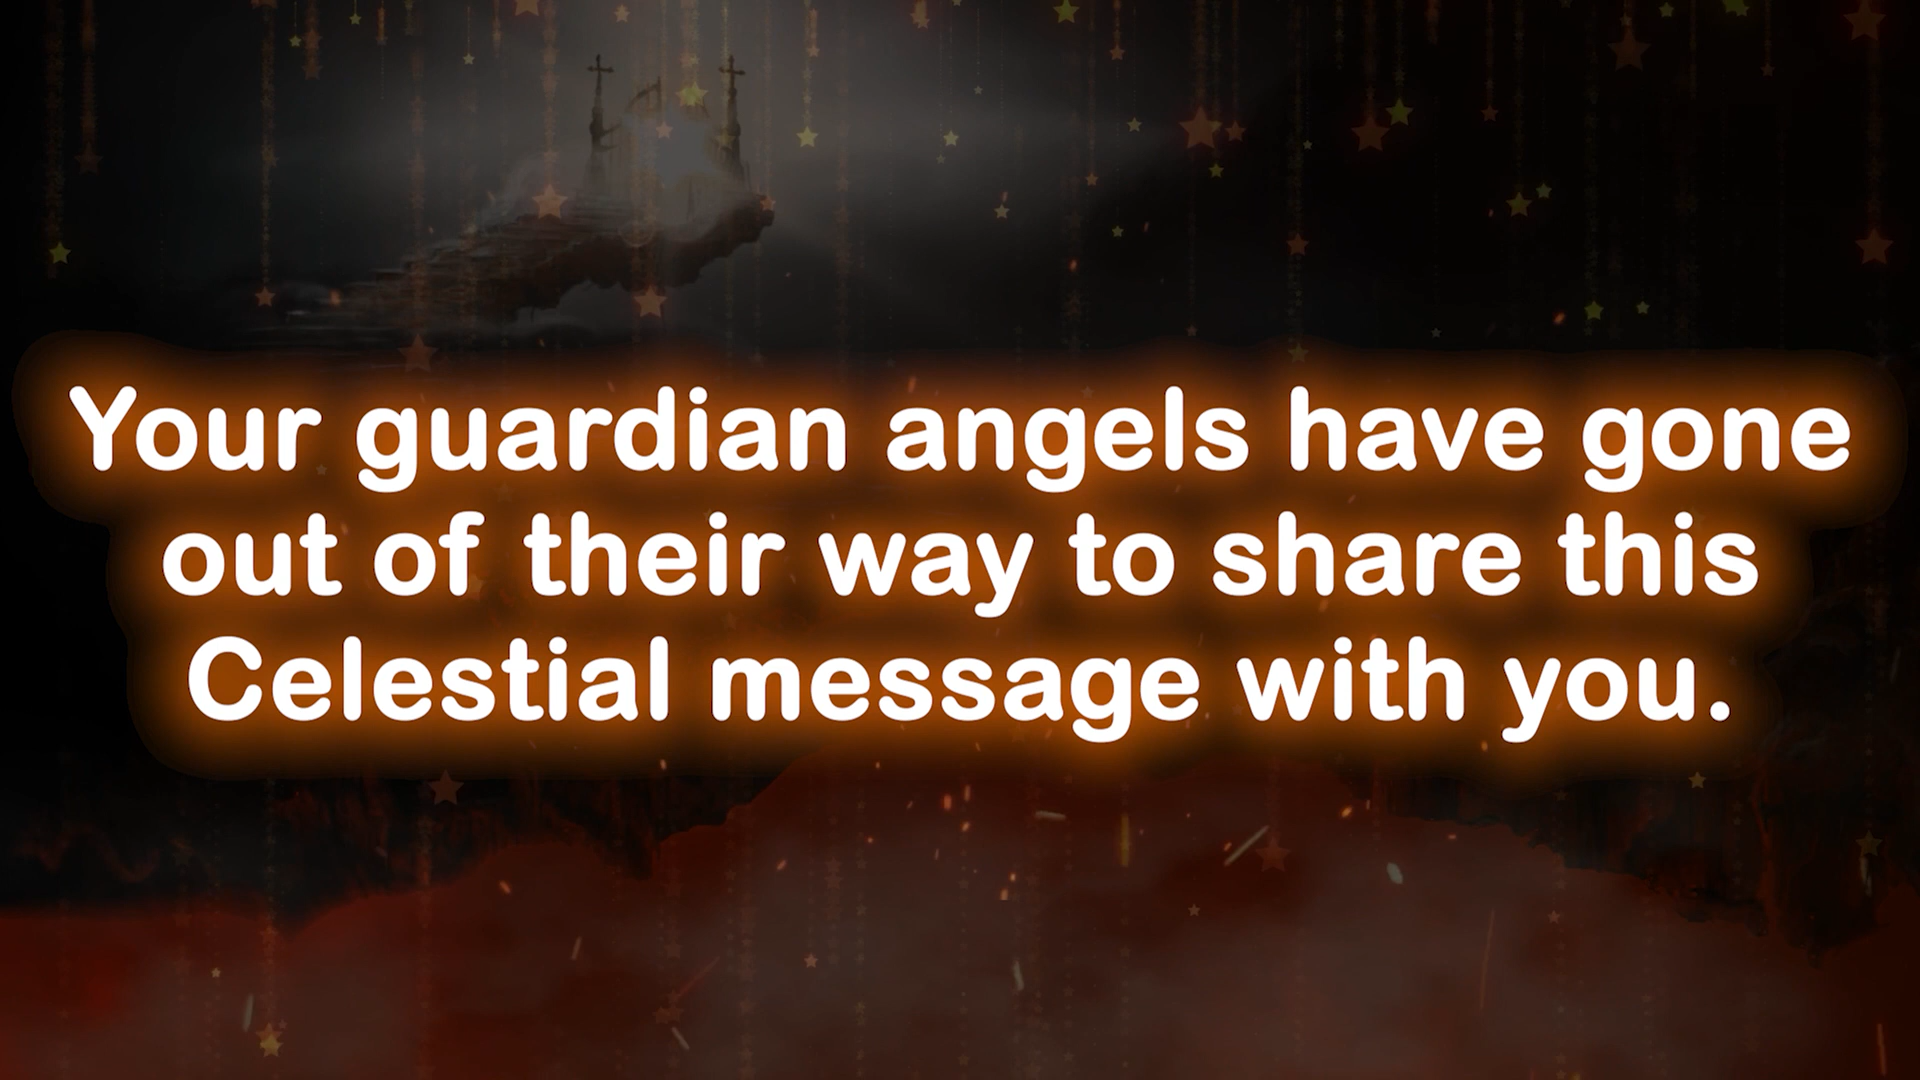 Your guardian angels have gone
out of their way to share this
Celestial message with you.